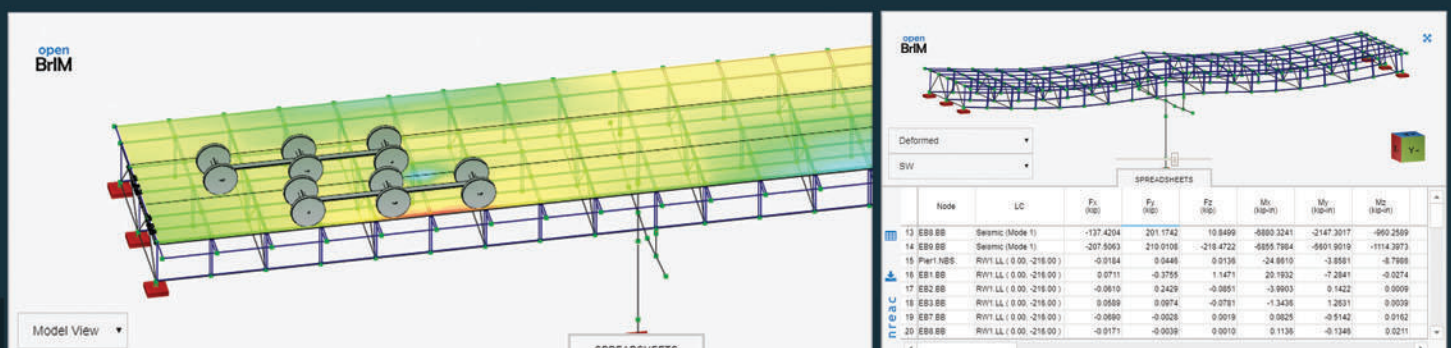 open
BrIM
Model View
SPREADSHEETS
open
BrIM
Deformed
SW
Y-
SPREADSHEETS
Node LC Fx (kip) Fy (kip) Fz (kip) Mx (kip-in) My (kip-in) Mz (kip-in)
13 EB8.BB Seismic (Mode 1) -137.4204 201.1742 10.8499 -6880.3241 -2147.3017 -960.2589
14 EB9.BB Seismic (Mode 1) -207.5063 210.0108 -218.4722 -6855.7984 -5601.9019 -1114.3973
15 Pier1.NBS RW1.LL ( 0.00, -216.00 ) -0.0184 0.0446 0.0136 -24.8610 -3.8581 -8.7988
16 EB1.BB RW1.LL ( 0.00, -216.00 ) 0.0711 -0.3755 1.1471 20.1932 -7.2841 -0.0274
17 EB2.BB RW1.LL ( 0.00, -216.00 ) -0.0610 0.2429 -0.0851 -3.9903 0.1422 0.0009
18 EB3.BB RW1.LL ( 0.00, -216.00 ) 0.0589 0.0974 -0.0781 -1.3436 1.2631 0.0039
19 EB7.BB RW1.LL ( 0.00, -216.00 ) -0.0690 -0.0028 0.0019 0.0825 -0.5142 0.0162
20 EB8.BB RW1.LL ( 0.00, -216.00 ) -0.0171 -0.0039 0.0010 0.1136 -0.1346 0.0211
nreac